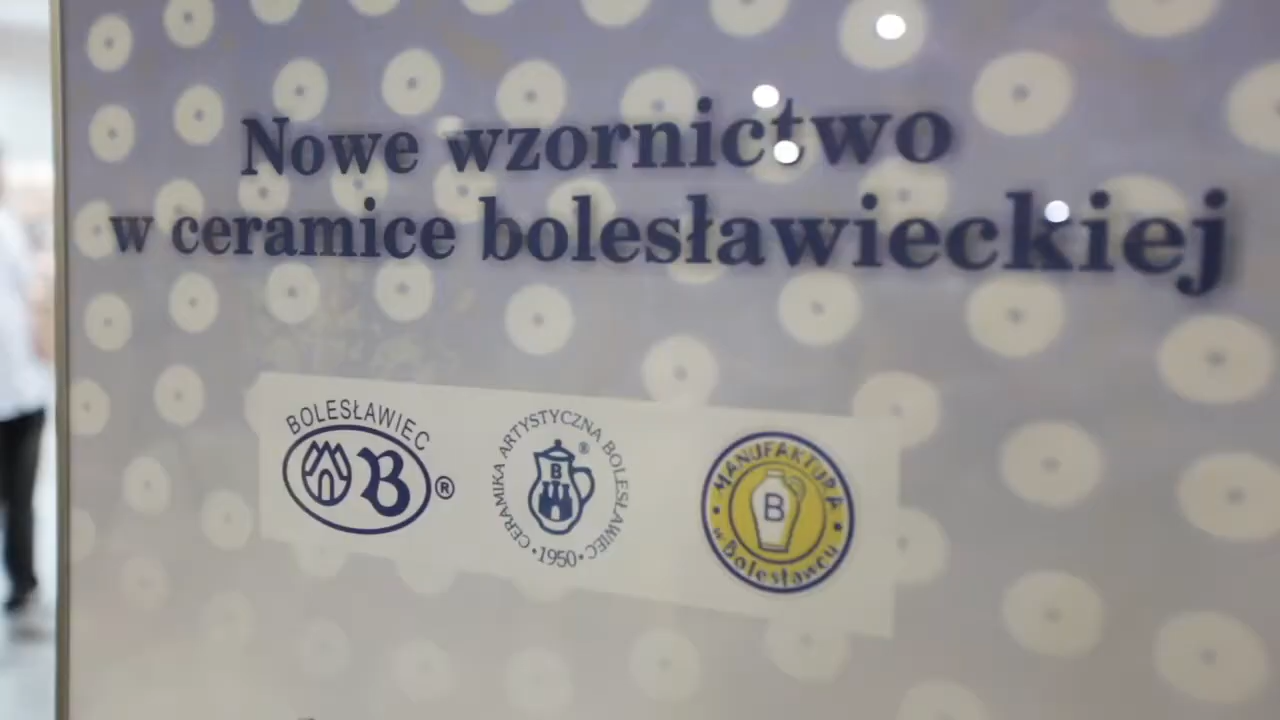 Nowe wzornictwo
w ceramice bolesławieckiej
BOLESŁAWIEC
B ®
CERAMIKA ARTYSTYCZNA BOLESŁAWIEC
®
B
• 1950 •
MANUFAKTURA
B
w Bolesławcu